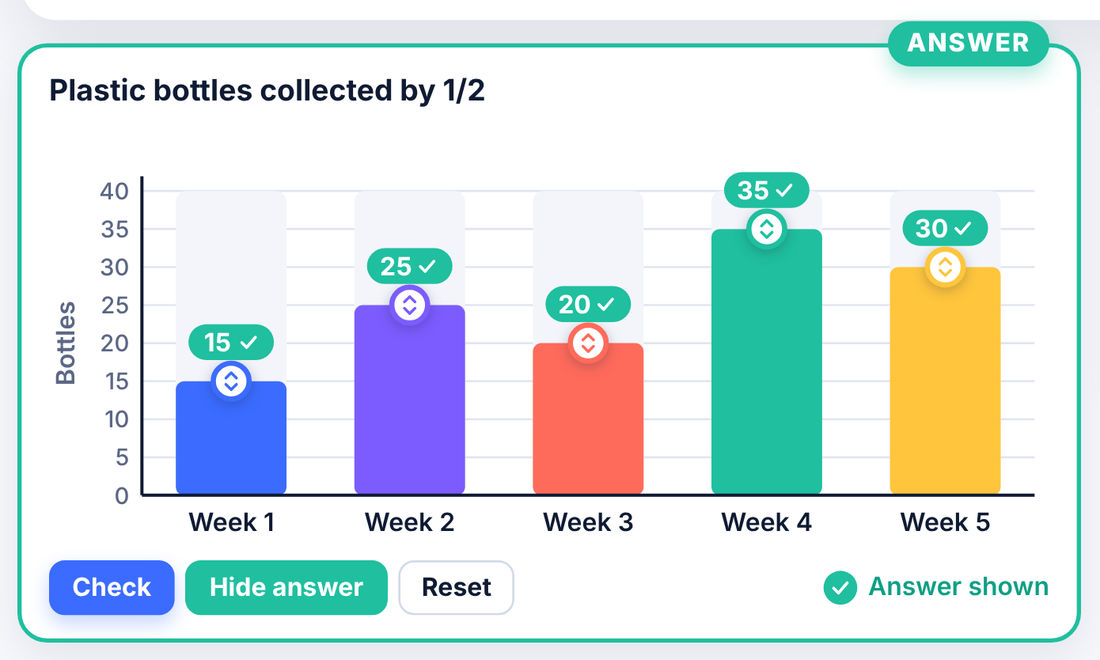 ANSWER
Plastic bottles collected by 1/2
Bottles
40
35
30
25
20
15
10
5
0
15
25
20
35
30
Week 1 Week 2 Week 3 Week 4 Week 5
Check Hide answer Reset Answer shown